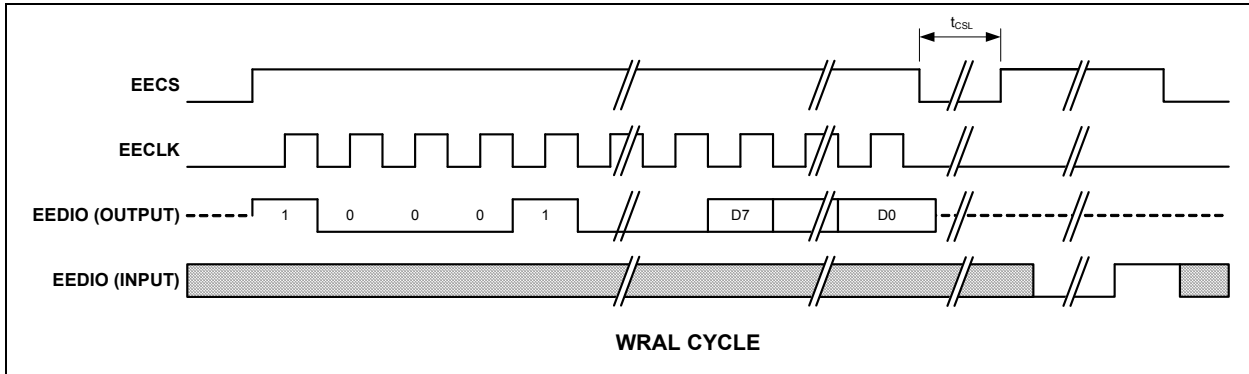 tCSL
EECS
EECLK
EEDIO (OUTPUT)
1 0 0 0 1 D7 D0
EEDIO (INPUT)
WRAL CYCLE